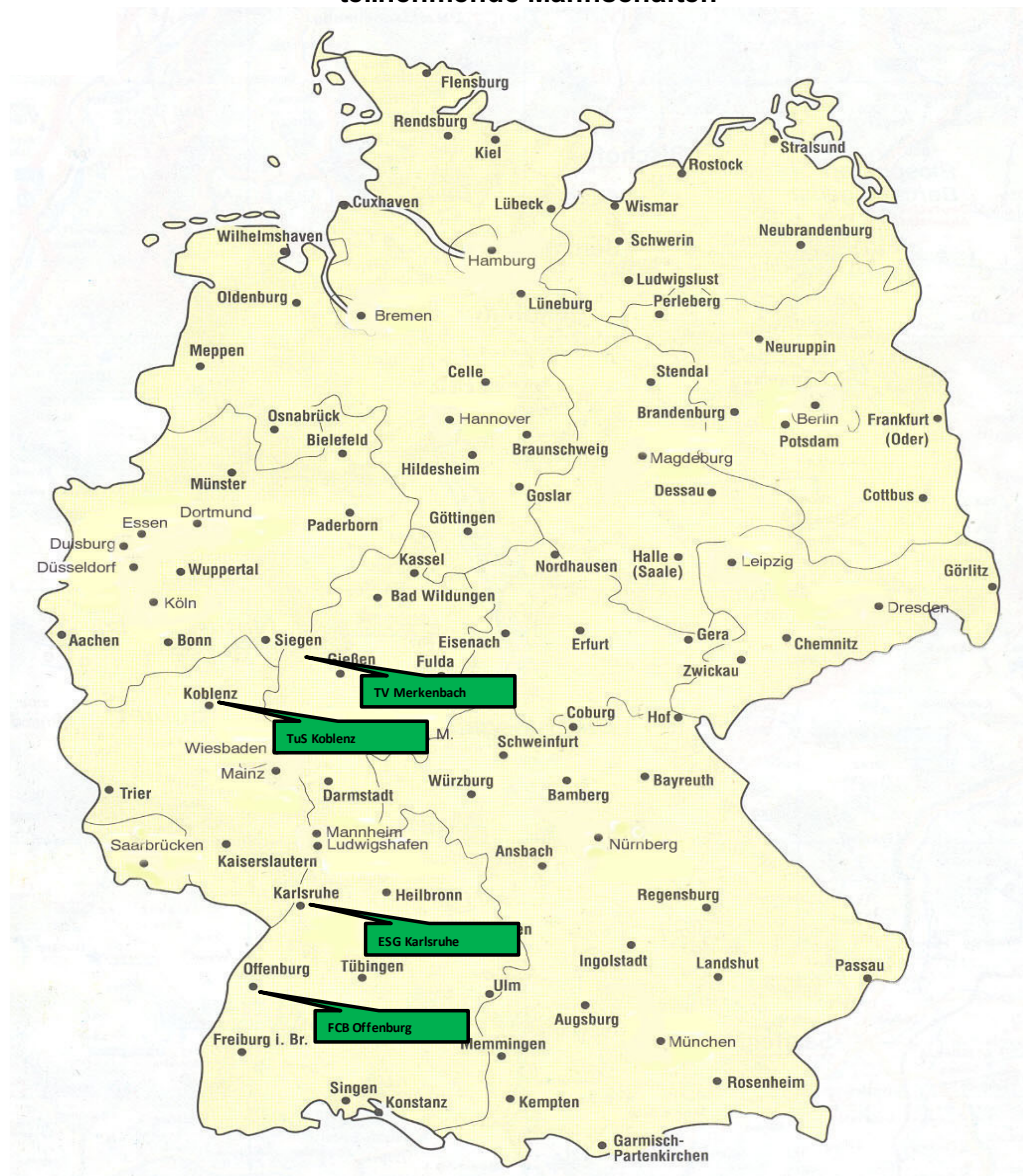 teilnehmende Mannschaften
Flensburg
Rendsburg
Kiel
Stralsund
Rostock
Cuxhaven
Lübeck
Wismar
Wilhelmshaven
Schwerin
Neubrandenburg
Hamburg
Ludwigslust
Oldenburg
Lüneburg
Perleberg
Bremen
Meppen
Neuruppin
Celle
Stendal
Osnabrück
Hannover
Brandenburg
Berlin
Frankfurt
(Oder)
Bielefeld
Braunschweig
Potsdam
Hildesheim
Magdeburg
Münster
Goslar
Dessau
Cottbus
Dortmund
Essen
Paderborn
Göttingen
Duisburg
Düsseldorf
Wuppertal
Kassel
Nordhausen
Halle
(Saale)
Leipzig
Görlitz
Köln
Bad Wildungen
Dresden
Aachen
Bonn
Siegen
Eisenach
Erfurt
Gera
Chemnitz
Gießen
Fulda
Zwickau
TV Merkenbach
Koblenz
Coburg
Hof
TuS Koblenz
M.
Wiesbaden
Schweinfurt
Mainz
Trier
Darmstadt
Würzburg
Bamberg
Bayreuth
Mannheim
Ludwigshafen
Saarbrücken
Kaiserslautern
Ansbach
Nürnberg
Karlsruhe
Heilbronn
Regensburg
ESG Karlsruhe
en
Offenburg
Tübingen
Ingolstadt
Landshut
Passau
Ulm
FCB Offenburg
Augsburg
Freiburg i. Br.
Memmingen
München
Singen
Konstanz
Kempten
Rosenheim
Garmisch-
Partenkirchen